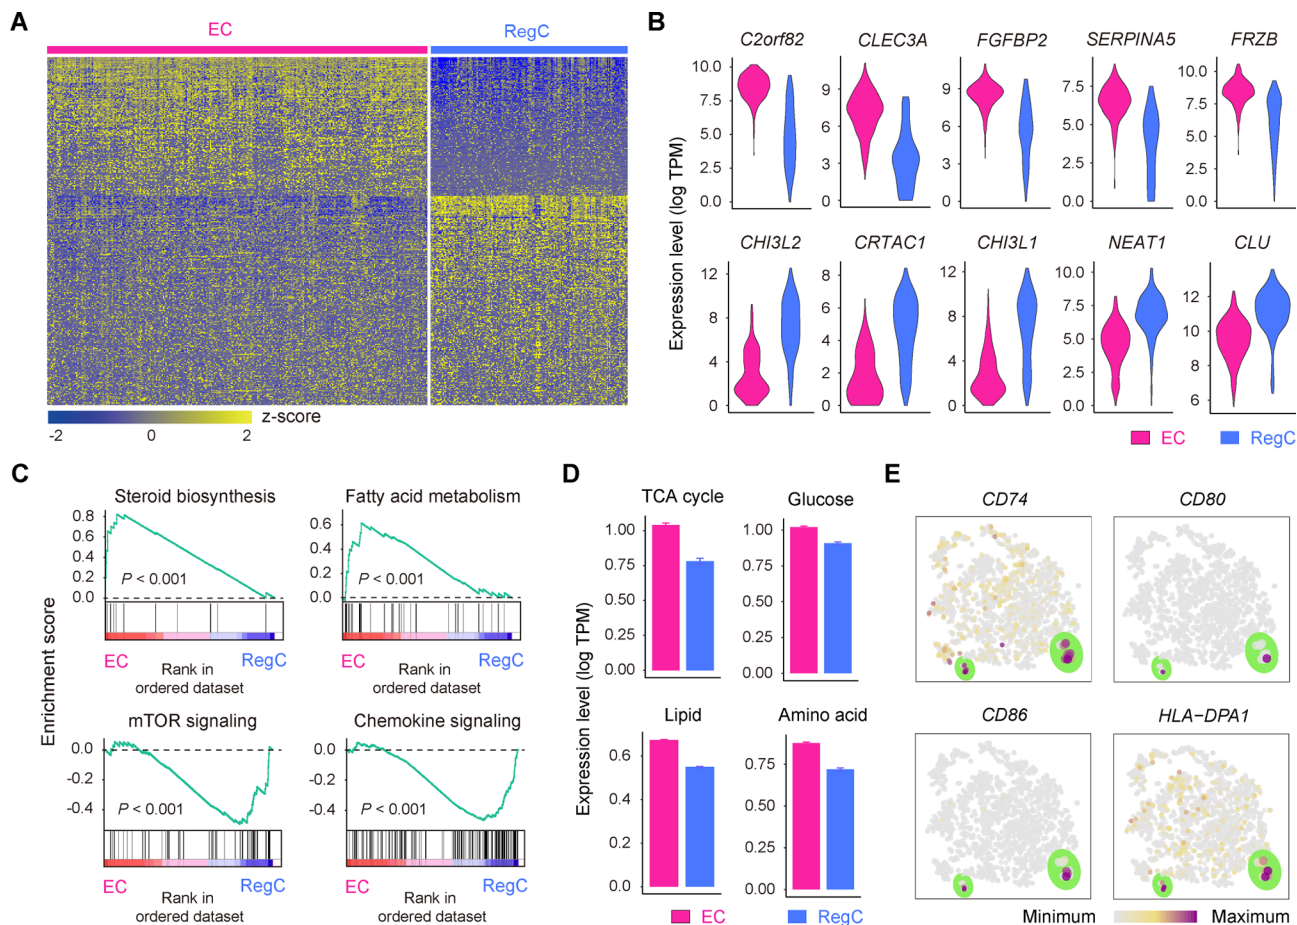 A
EC
RegC
-2
0
2
z-score
B
C2orf82
CLEC3A
FGFBP2
SERPINA5
FRZB
10.0
7.5
5.0
2.5
0.0
9
6
3
0
9
6
3
0
7.5
5.0
2.5
0.0
10.0
7.5
5.0
2.5
0.0
Expression level (log TPM)
CHI3L2
CRTAC1
CHI3L1
NEAT1
CLU
12
8
4
0
8
6
4
2
0
12
9
6
3
0
10.0
7.5
5.0
2.5
0.0
12
10
8
6
EC
RegC
C
Enrichment score
Steroid biosynthesis
0.8
0.6
0.4
0.2
0.0
P < 0.001
EC
RegC
Rank in
ordered dataset
Fatty acid metabolism
0.6
0.4
0.2
0.0
P < 0.001
EC
RegC
Rank in
ordered dataset
mTOR signaling
0.0
-0.2
-0.4
P < 0.001
EC
RegC
Rank in
ordered dataset
Chemokine signaling
0.0
-0.2
-0.4
P < 0.001
EC
RegC
Rank in
ordered dataset
D
Expression level (log TPM)
TCA cycle
1.00
0.75
0.50
0.25
0.00
Glucose
1.00
0.75
0.50
0.25
0.00
Lipid
0.6
0.4
0.2
0.0
Amino acid
0.75
0.50
0.25
0.00
EC
RegC
E
CD74
CD80
CD86
HLA−DPA1
Minimum
Maximum